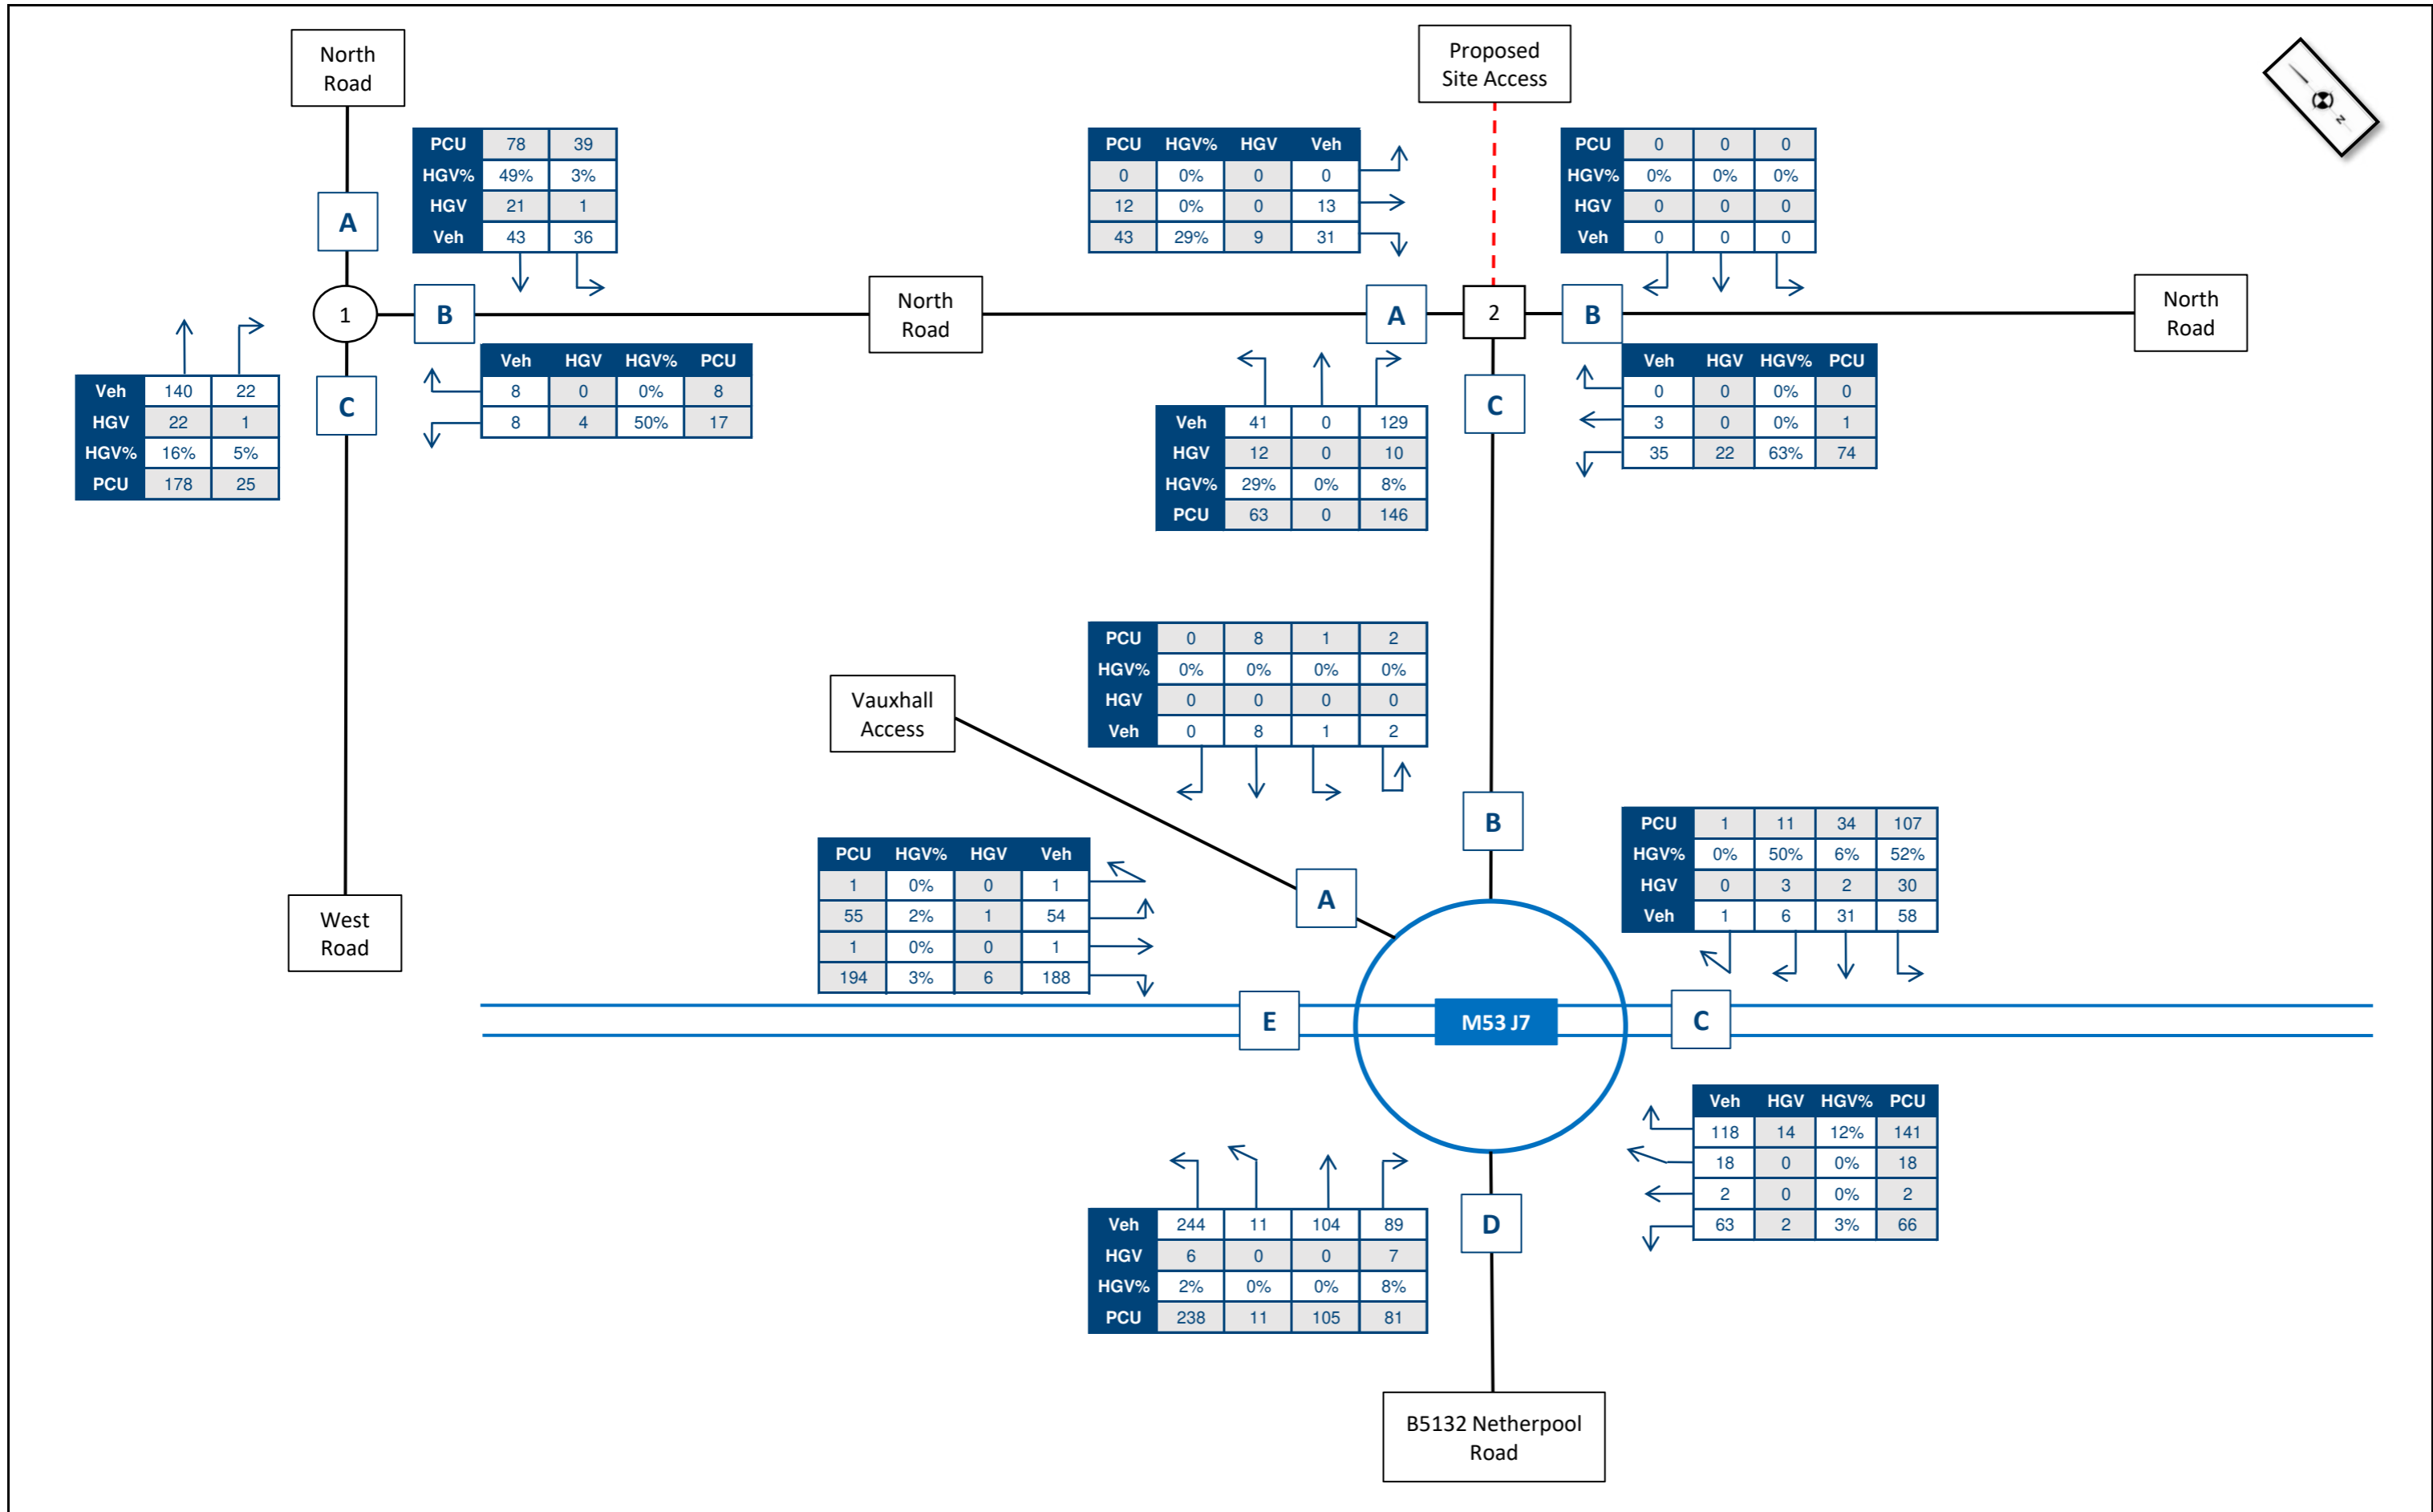 North
Road
Proposed
Site Access
N
PCU 78 39
HGV% 49% 3%
HGV 21 1
Veh 43 36
PCU HGV% HGV Veh
0 0% 0 0
12 0% 0 13
43 29% 9 31
PCU 0 0 0
HGV% 0% 0% 0%
HGV 0 0 0
Veh 0 0 0
A
1
B
North
Road
A
2
B
North
Road
C
Veh 140 22
HGV 22 1
HGV% 16% 5%
PCU 178 25
Veh HGV HGV% PCU
8 0 0% 8
8 4 50% 17
C
Veh 41 0 129
HGV 12 0 10
HGV% 29% 0% 8%
PCU 63 0 146
Veh HGV HGV% PCU
0 0 0% 0
3 0 0% 1
35 22 63% 74
PCU 0 8 1 2
HGV% 0% 0% 0% 0%
HGV 0 0 0 0
Veh 0 8 1 2
Vauxhall
Access
B
PCU HGV% HGV Veh
1 0% 0 1
55 2% 1 54
1 0% 0 1
194 3% 6 188
A
PCU 1 11 34 107
HGV% 0% 50% 6% 52%
HGV 0 3 2 30
Veh 1 6 31 58
West
Road
E
M53 J7
C
Veh HGV HGV% PCU
118 14 12% 141
18 0 0% 18
2 0 0% 2
63 2 3% 66
Veh 244 11 104 89
HGV 6 0 0 7
HGV% 2% 0% 0% 8%
PCU 238 11 105 81
D
B5132 Netherpool
Road